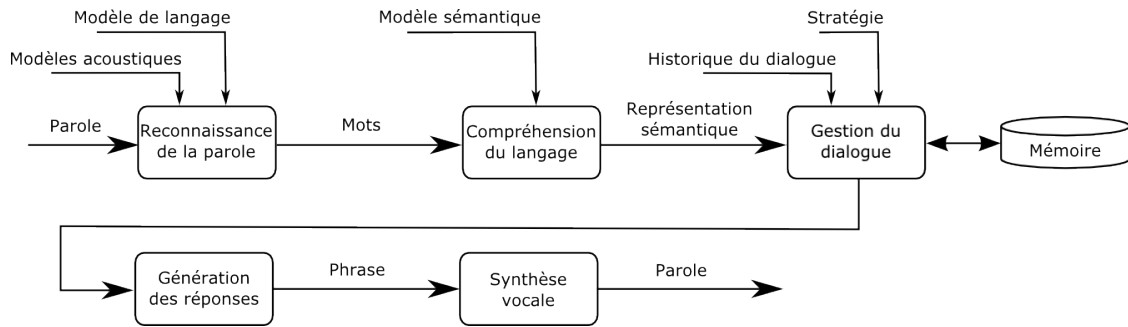 Modèle de langage
Modèle sémantique
Stratégie
Modèles acoustiques
Historique du dialogue
Parole
Reconnaissance
de la parole
Mots
Compréhension
du langage
Représentation
sémantique
Gestion du
dialogue
Mémoire
Génération
des réponses
Phrase
Synthèse
vocale
Parole